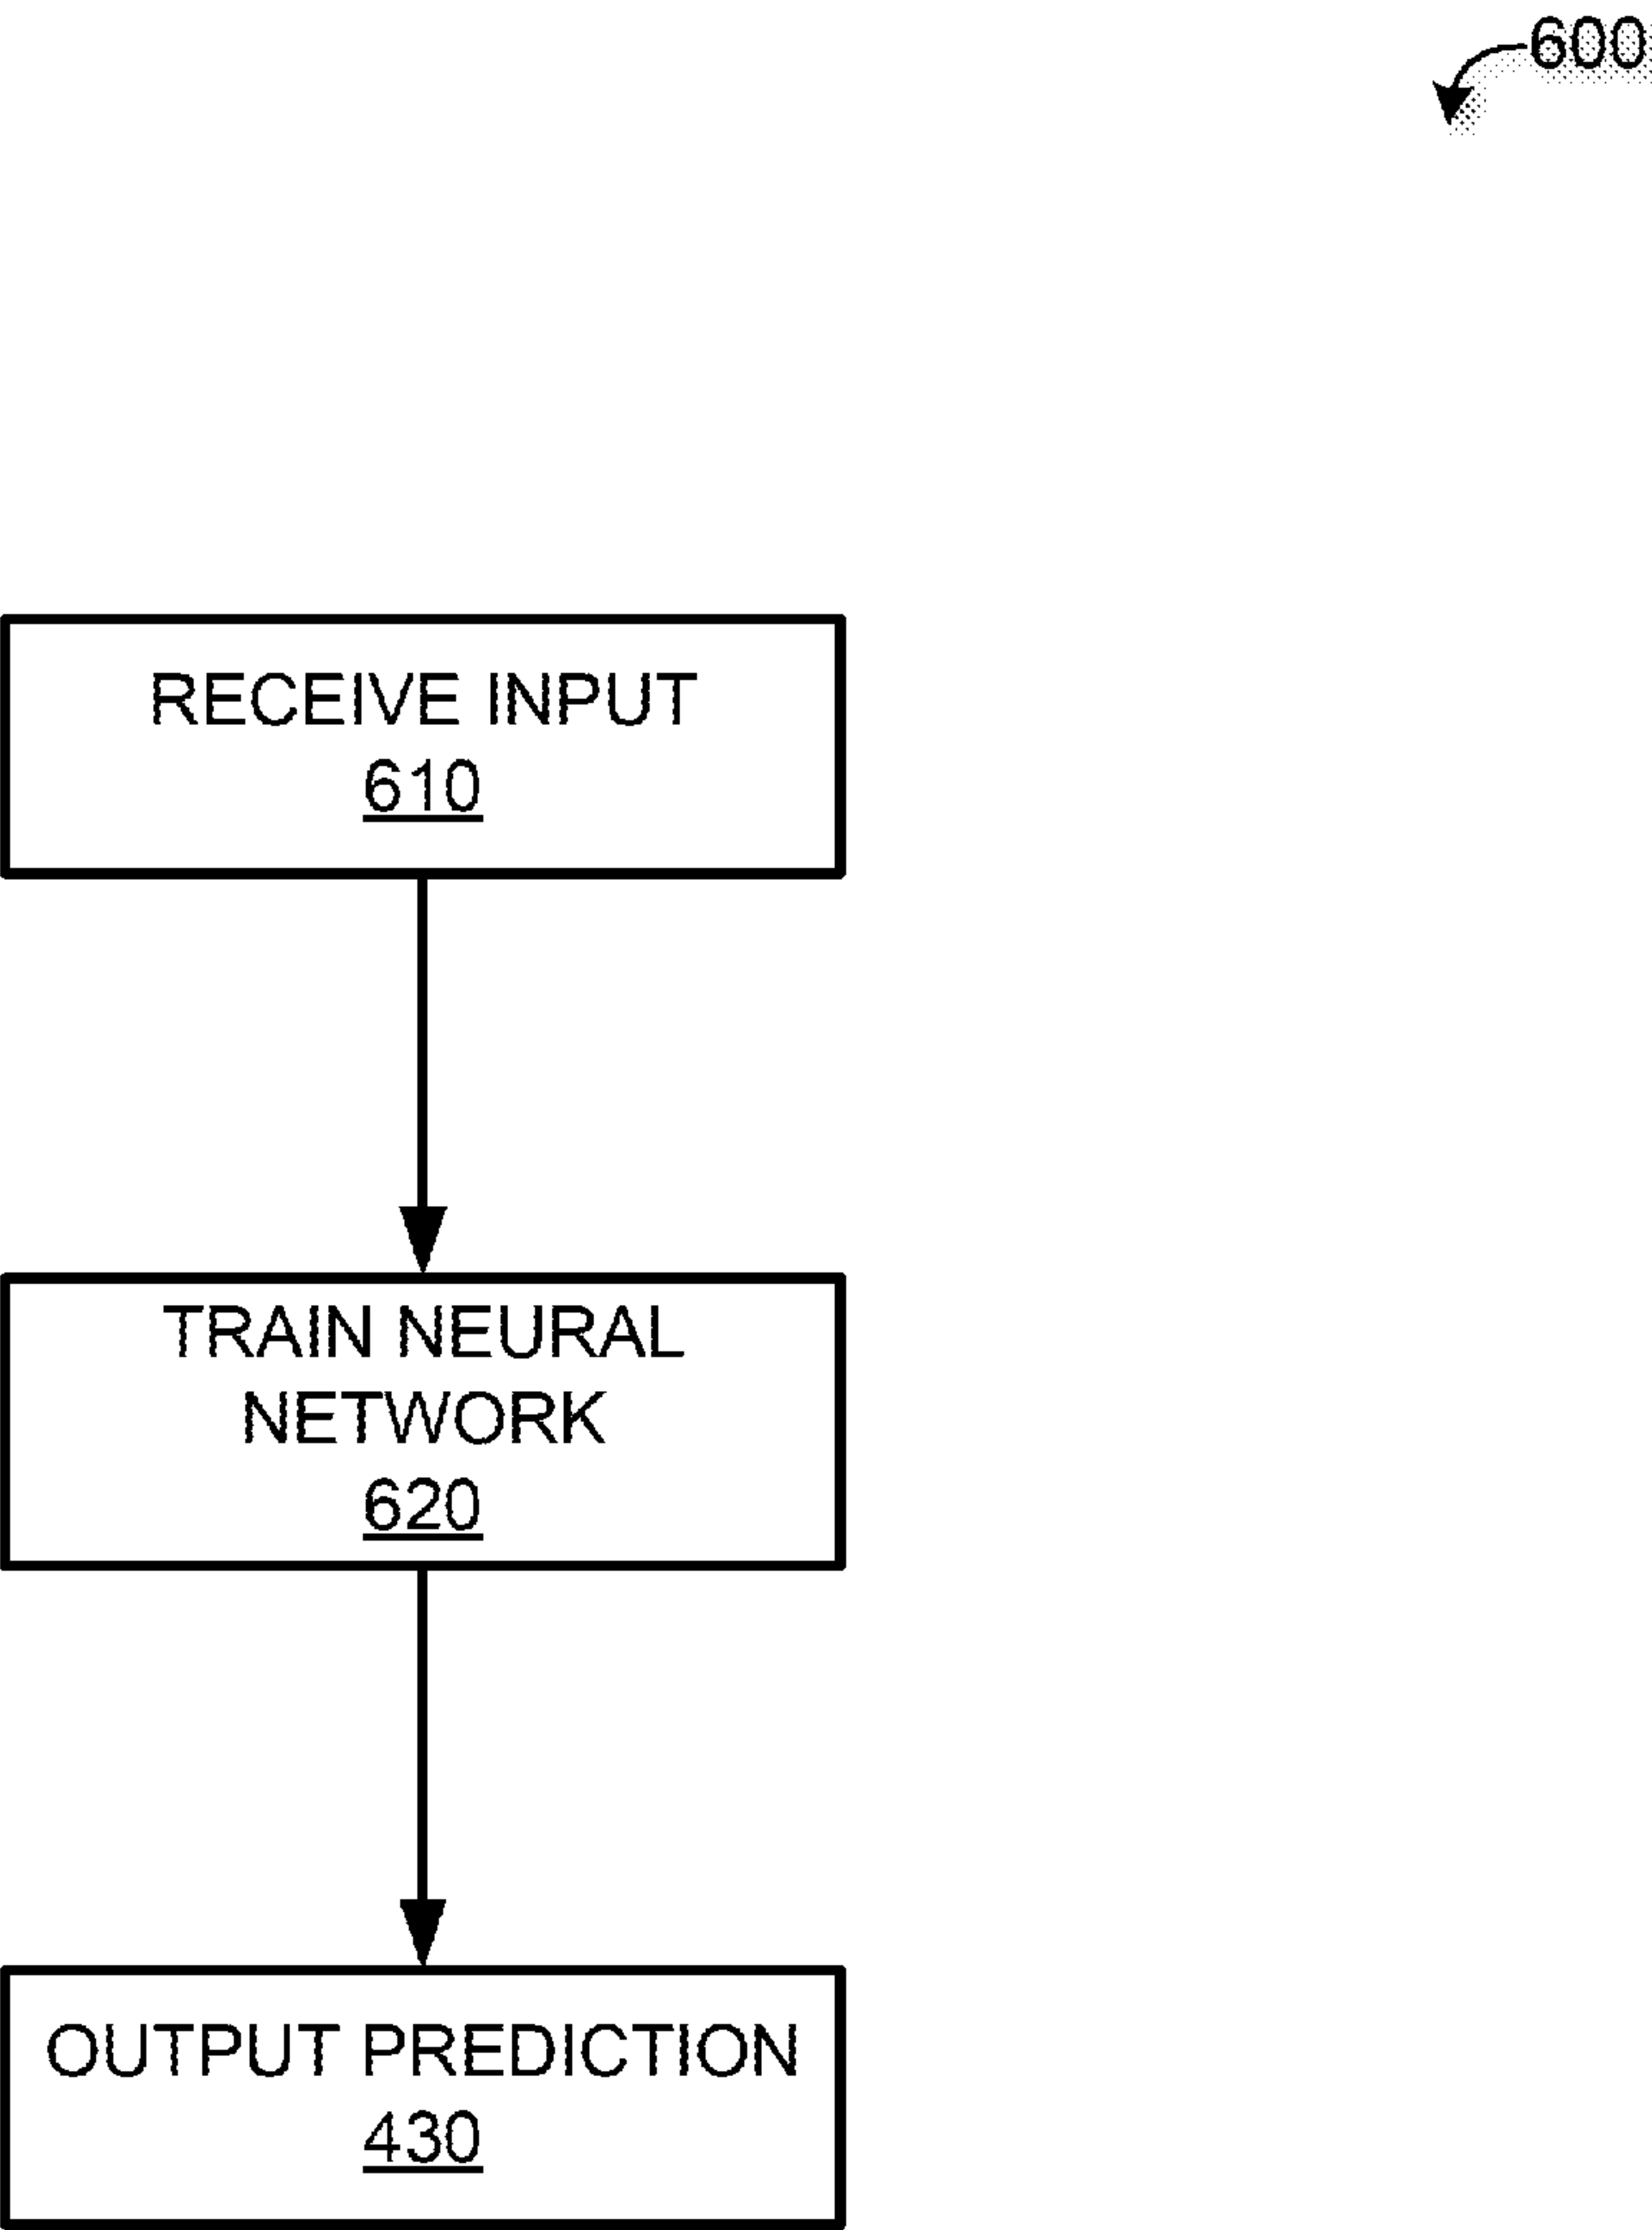 600
RECEIVE INPUT
610
TRAIN NEURAL
NETWORK
620
OUTPUT PREDICTION
430